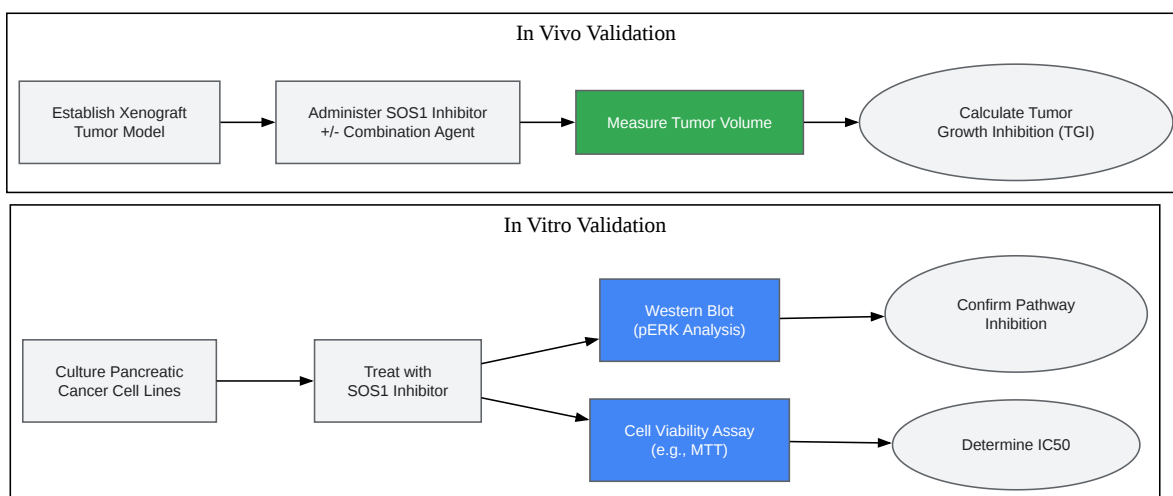 In Vivo Validation
Establish Xenograft
Tumor Model
Administer SOS1 Inhibitor
+/- Combination Agent
Measure Tumor Volume
Calculate Tumor
Growth Inhibition (TGI)
In Vitro Validation
Culture Pancreatic
Cancer Cell Lines
Treat with
SOS1 Inhibitor
Western Blot
(pERK Analysis)
Confirm Pathway
Inhibition
Cell Viability Assay
(e.g., MTT)
Determine IC50